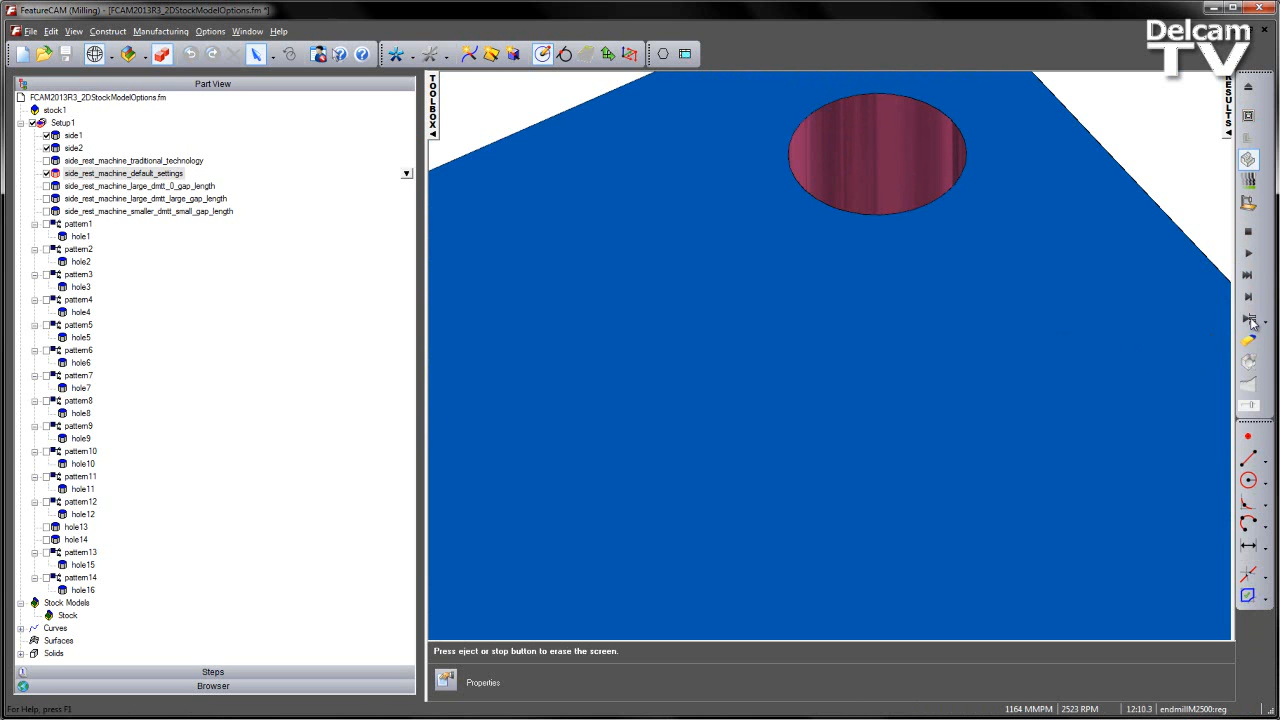 FeatureCAM (Milling) - [FCAM2013R3_2DStockModelOptions.fm *]
File Edit View Construct Manufacturing Options Window Help
Delcam
TV
Part View
TOOLBOX
RESULTS
FCAM2013R3_2DStockModelOptions.fm
stock1
Setup1
side1
side2
side_rest_machine_traditional_technology
side_rest_machine_default_settings
side_rest_machine_large_dmtt_0_gap_length
side_rest_machine_large_dmtt_large_gap_length
side_rest_machine_smaller_dmtt_small_gap_length
pattern1
hole1
pattern2
hole2
pattern3
hole3
pattern4
hole4
pattern5
hole5
pattern6
hole6
pattern7
hole7
pattern8
hole8
pattern9
hole9
pattern10
hole10
pattern11
hole11
pattern12
hole12
hole13
hole14
pattern13
hole15
pattern14
hole16
Stock Models
Stock
Curves
Surfaces
Solids
Steps
Browser
Press eject or stop button to erase the screen.
Properties
For Help, press F1
1164 MMPM 2523 RPM 12:10.3 endmillM2500:reg